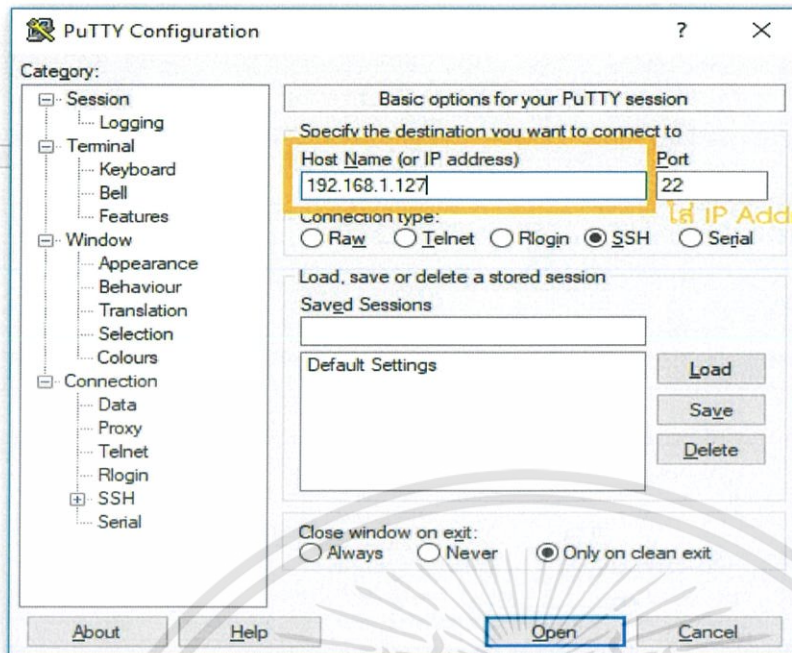 PuTTY Configuration ? ×
Category:
Session
Logging
Terminal
Keyboard
Bell
Features
Window
Appearance
Behaviour
Translation
Selection
Colours
Connection
Data
Proxy
Telnet
Rlogin
SSH
Serial
Basic options for your PuTTY session
Specify the destination you want to connect to
Host Name (or IP address) Port
192.168.1.127 22
ใส่ IP Add
Connection type:
Raw Telnet Rlogin SSH Serial
Load, save or delete a stored session
Saved Sessions
Default Settings
Load
Save
Delete
Close window on exit:
Always Never Only on clean exit
About Help Open Cancel